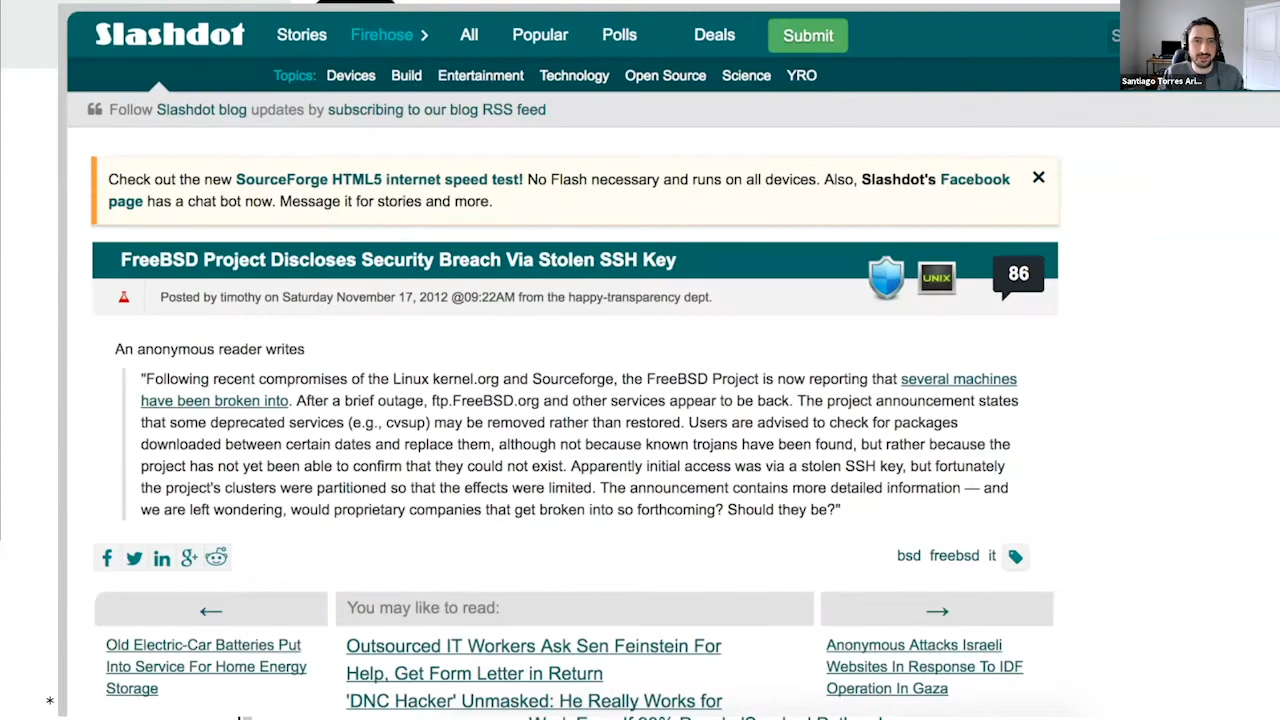 Slashdot
Stories Firehose > All Popular Polls Deals Submit S
Topics: Devices Build Entertainment Technology Open Source Science YRO
Santiago Torres Ari...
Follow Slashdot blog updates by subscribing to our blog RSS feed
Check out the new SourceForge HTML5 internet speed test! No Flash necessary and runs on all devices. Also, Slashdot's Facebook
page has a chat bot now. Message it for stories and more.
FreeBSD Project Discloses Security Breach Via Stolen SSH Key
UNIX
86
Posted by timothy on Saturday November 17, 2012 @09:22AM from the happy-transparency dept.
An anonymous reader writes
"Following recent compromises of the Linux kernel.org and Sourceforge, the FreeBSD Project is now reporting that several machines
have been broken into. After a brief outage, ftp.FreeBSD.org and other services appear to be back. The project announcement states
that some deprecated services (e.g., cvsup) may be removed rather than restored. Users are advised to check for packages
downloaded between certain dates and replace them, although not because known trojans have been found, but rather because the
project has not yet been able to confirm that they could not exist. Apparently initial access was via a stolen SSH key, but fortunately
the project's clusters were partitioned so that the effects were limited. The announcement contains more detailed information — and
we are left wondering, would proprietary companies that get broken into so forthcoming? Should they be?"
bsd freebsd it
←
You may like to read:
→
Old Electric-Car Batteries Put
Into Service For Home Energy
Storage
Outsourced IT Workers Ask Sen Feinstein For
Help, Get Form Letter in Return
'DNC Hacker' Unmasked: He Really Works for
Anonymous Attacks Israeli
Websites In Response To IDF
Operation In Gaza
*